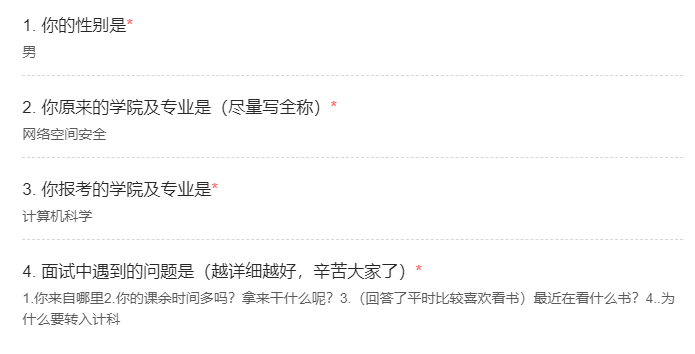 1. 你的性别是*
男
2. 你原来的学院及专业是（尽量写全称）*
网络空间安全
3. 你报考的学院及专业是*
计算机科学
4. 面试中遇到的问题是（越详细越好，辛苦大家了）*
1.你来自哪里2.你的课余时间多吗？拿来干什么呢？3.（回答了平时比较喜欢看书）最近在看什么书？4..为
什么要转入计科